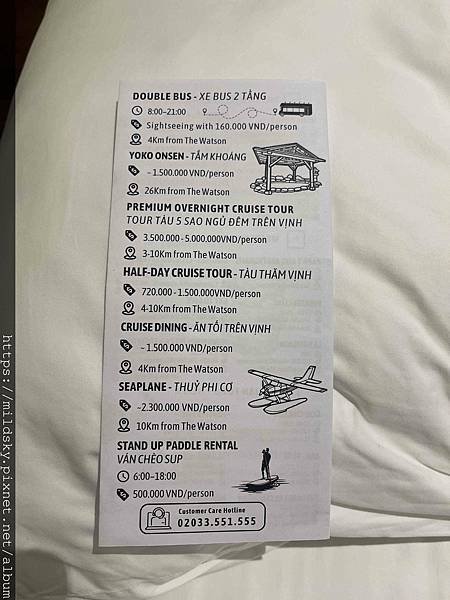 DOUBLE BUS - XE BUS 2 TẦNG
8:00-21:00
Sightseeing with 160.000 VND/person
4Km from The Watson
YOKO ONSEN - TẮM KHOÁNG
~ 1.500.000 VND/person
26Km from The Watson
PREMIUM OVERNIGHT CRUISE TOUR
TOUR TÀU 5 SAO NGỦ ĐÊM TRÊN VỊNH
3.500.000 - 5.000.000VND/person
3-10Km from The Watson
HALF-DAY CRUISE TOUR - TÀU THĂM VỊNH
720.000 - 1.500.000VND/person
4-10Km from The Watson
CRUISE DINING - ĂN TỐI TRÊN VỊNH
~ 1.500.000 VND/person
4Km from The Watson
SEAPLANE - THUỶ PHI CƠ
~2.300.000 VND/person
10Km from The Watson
STAND UP PADDLE RENTAL
VÁN CHÈO SUP
6:00-18:00
500.000 VND/person
Customer Care Hotline
02033.551.555
https://mildsky.pixnet.net/album